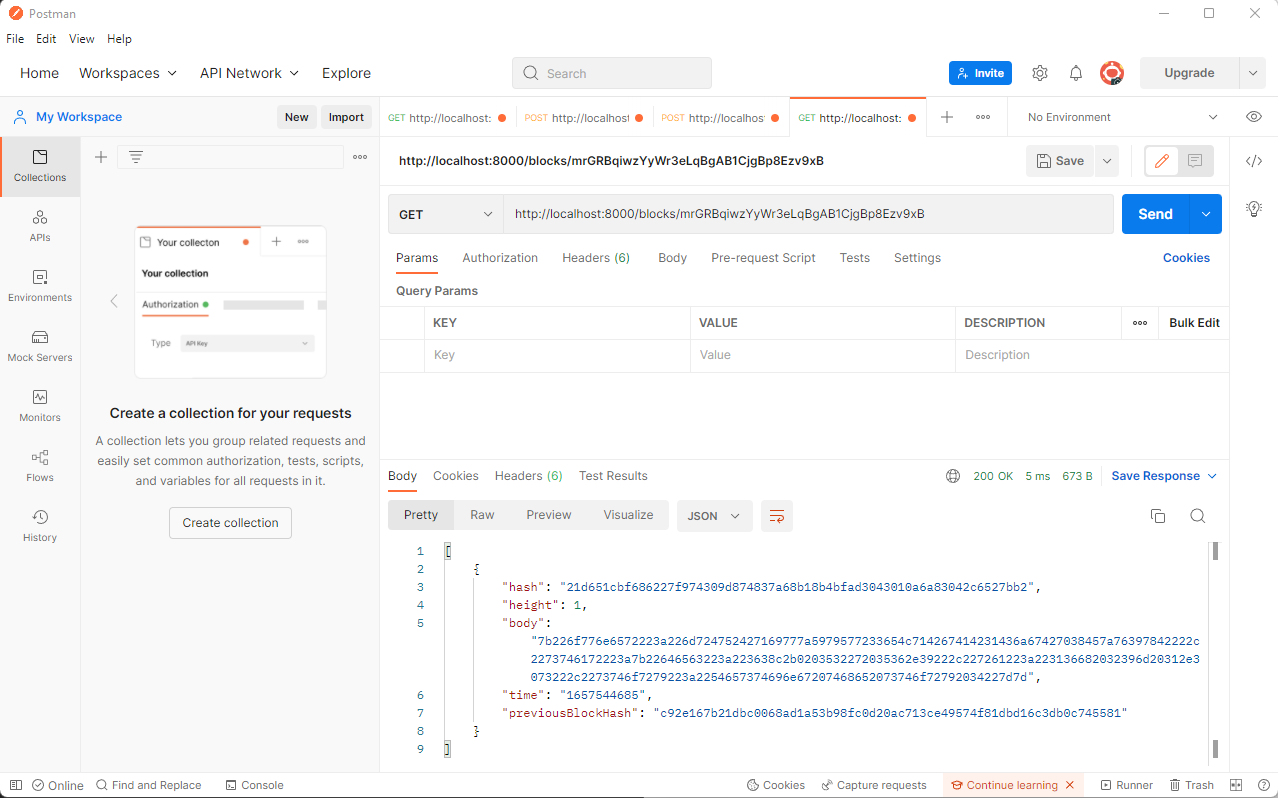 Postman
File Edit View Help
Home Workspaces API Network Explore Search Invite Upgrade
My Workspace New Import
GET http://localhost: POST http://localhost POST http://localhos GET http://localhost: No Environment
Collections
APIs
Environments
Mock Servers
Monitors
Flows
History
Your collecton
Your collection
Authorization
Type API Key
Create a collection for your requests
A collection lets you group related requests and
easily set common authorization, tests, scripts,
and variables for all requests in it.
Create collection
http://localhost:8000/blocks/mrGRBqiwzYyWr3eLqBgAB1CjgBp8Ezv9xB Save
GET http://localhost:8000/blocks/mrGRBqiwzYyWr3eLqBgAB1CjgBp8Ezv9xB Send
Params Authorization Headers (6) Body Pre-request Script Tests Settings Cookies
Query Params
KEY VALUE DESCRIPTION Bulk Edit
Key Value Description
Body Cookies Headers (6) Test Results 200 OK 5 ms 673 B Save Response
Pretty Raw Preview Visualize JSON
1 [
2 {
3 "hash": "21d651cbf686227f974309d874837a68b18b4bfad3043010a6a83042c6527bb2",
4 "height": 1,
5 "body":
"7b226f776e6572223a226d724752427169777a5979577233654c714267414231436a67427038457a76397842222c
2273746172223a7b22646563223a223638c2b0203532272035362e39222c227261223a223136682032396d20312e3
073222c2273746f7279223a225465737 4696e67207468652073746f72792034227d7d",
6 "time": "1657544685",
7 "previousBlockHash": "c92e167b21dbc0068ad1a53b98fc0d20ac713ce49574f81dbd16c3db0c745581"
8 }
9 ]
Online Find and Replace Console Cookies Capture requests Continue learning Runner Trash